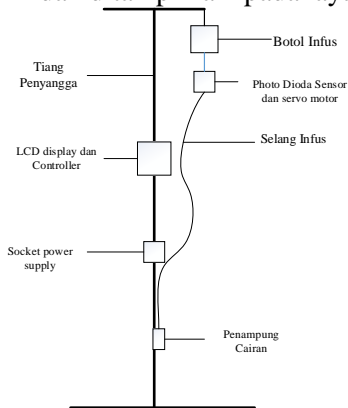 Botol Infus
Tiang
Penyangga
Photo Dioda Sensor
dan servo motor
Selang Infus
LCD display dan
Controller
Socket power
supply
Penampung
Cairan